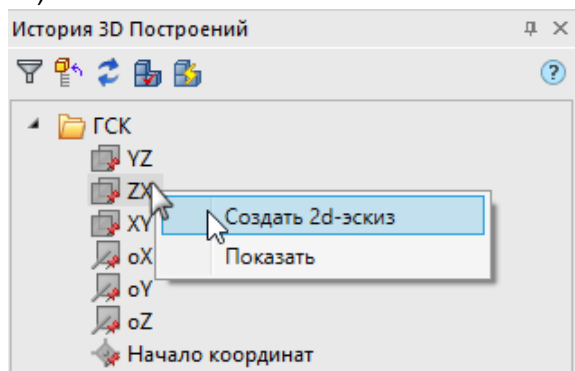 История 3D Построений
?
ГСК
YZ
ZX
Создать 2d-эскиз
XY
Показать
oX
oY
oZ
Начало координат